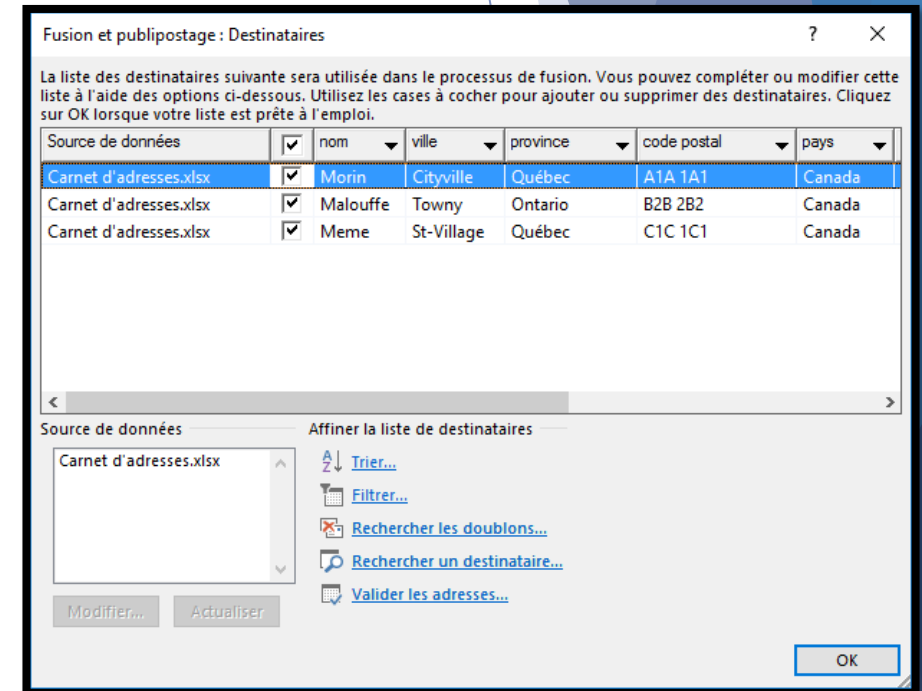 Fusion et publipostage : Destinataires
La liste des destinataires suivante sera utilisée dans le processus de fusion. Vous pouvez compléter ou modifier cette
liste à l'aide des options ci-dessous. Utilisez les cases à cocher pour ajouter ou supprimer des destinataires. Cliquez
sur OK lorsque votre liste est prête à l'emploi.
Source de données nom ville province code postal pays
Carnet d'adresses.xlsx Morin Cityville Québec A1A 1A1 Canada
Carnet d'adresses.xlsx Malouffe Towny Ontario B2B 2B2 Canada
Carnet d'adresses.xlsx Meme St-Village Québec C1C 1C1 Canada
Source de données
Carnet d'adresses.xlsx
Modifier... Actualiser
Affiner la liste de destinataires
Trier...
Filtrer...
Rechercher les doublons...
Rechercher un destinataire...
Valider les adresses...
OK